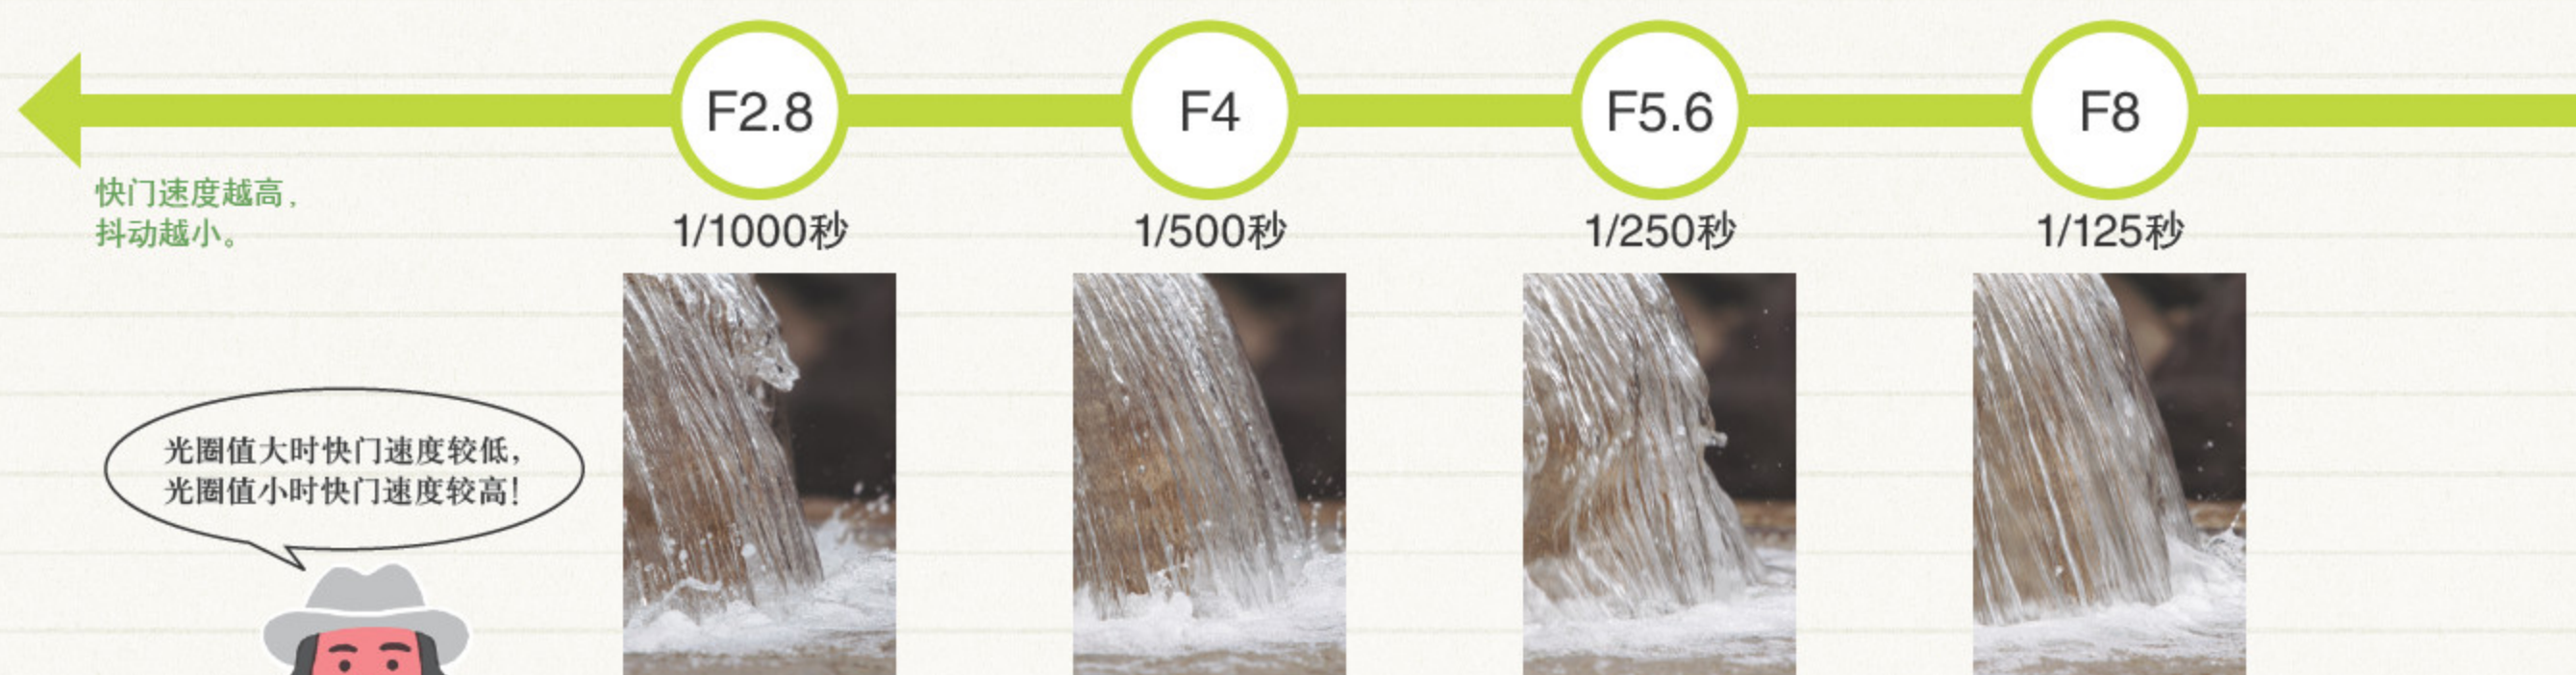 F2.8
F4
F5.6
F8
快门速度越高，
抖动越小。
1/1000秒
1/500秒
1/250秒
1/125秒
光圈值大时快门速度较低，
光圈值小时快门速度较高！